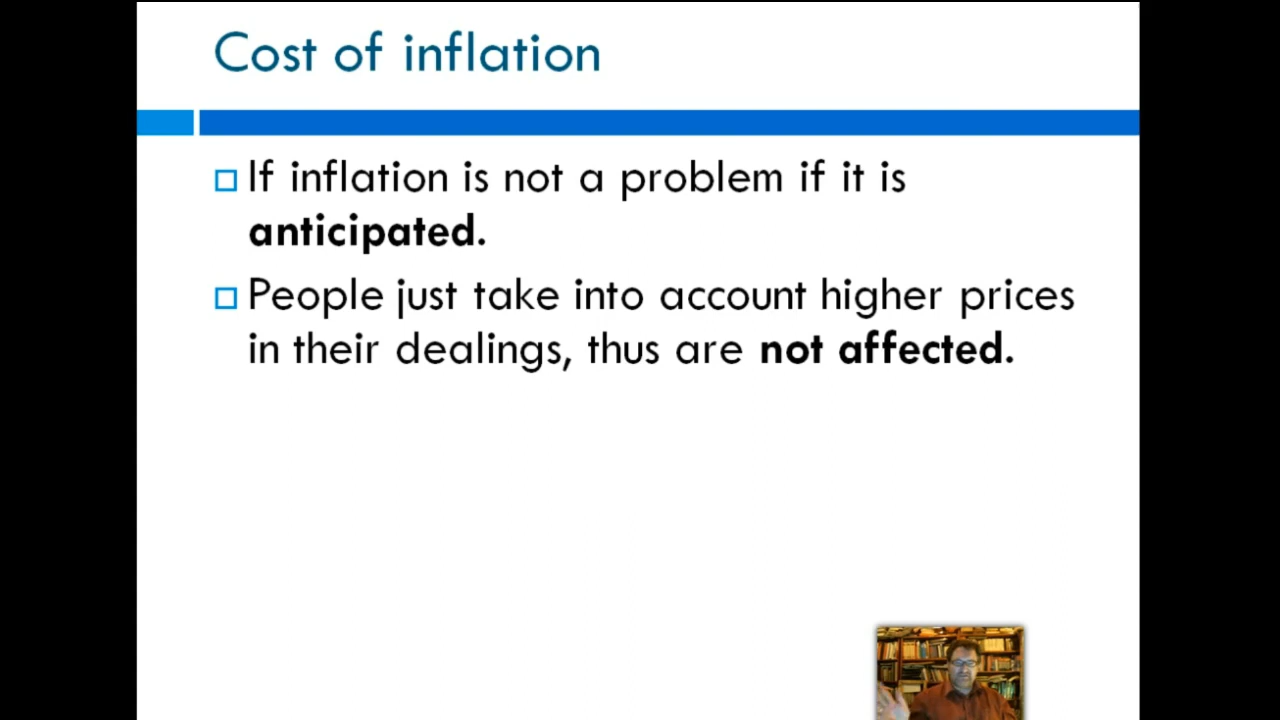 Cost of inflation
If inflation is not a problem if it is
anticipated.
People just take into account higher prices
in their dealings, thus are not affected.